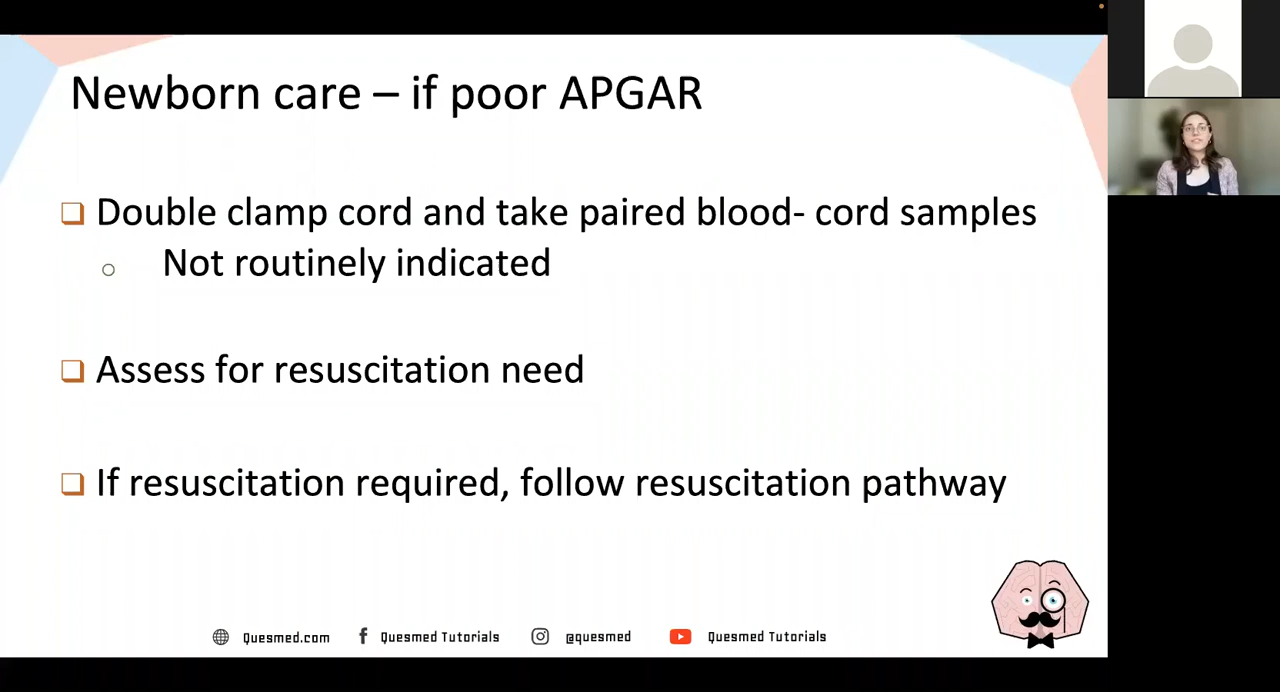 Newborn care – if poor APGAR
Double clamp cord and take paired blood- cord samples
Not routinely indicated
Assess for resuscitation need
If resuscitation required, follow resuscitation pathway
Quesmed.com Quesmed Tutorials @quesmed Quesmed Tutorials